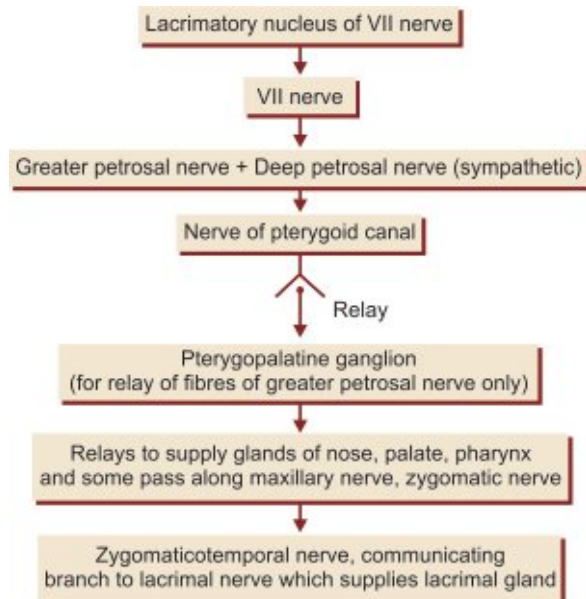 Lacrimatory nucleus of VII nerve
VII nerve
Greater petrosal nerve + Deep petrosal nerve (sympathetic)
Nerve of pterygoid canal
Relay
Pterygopalatine ganglion
(for relay of fibres of greater petrosal nerve only)
Relays to supply glands of nose, palate, pharynx
and some pass along maxillary nerve, zygomatic nerve
Zygomaticotemporal nerve, communicating
branch to lacrimal nerve which supplies lacrimal gland